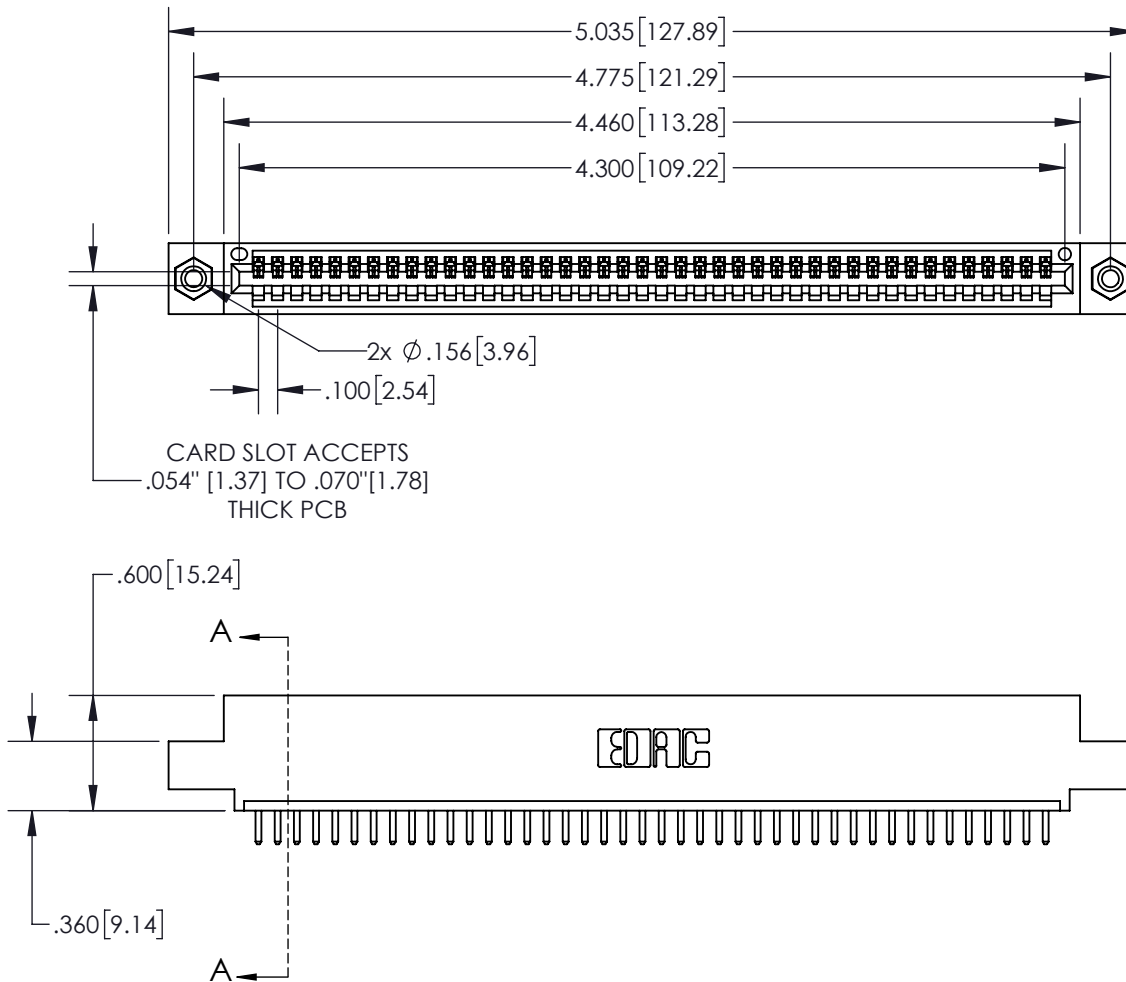 5.035[127.89]
4.775[121.29]
4.460[113.28]
4.300[109.22]
2x Ø.156[3.96]
.100[2.54]
CARD SLOT ACCEPTS
.054" [1.37] TO .070"[1.78]
THICK PCB
.600[15.24]
A
EDAC
.360[9.14]
A